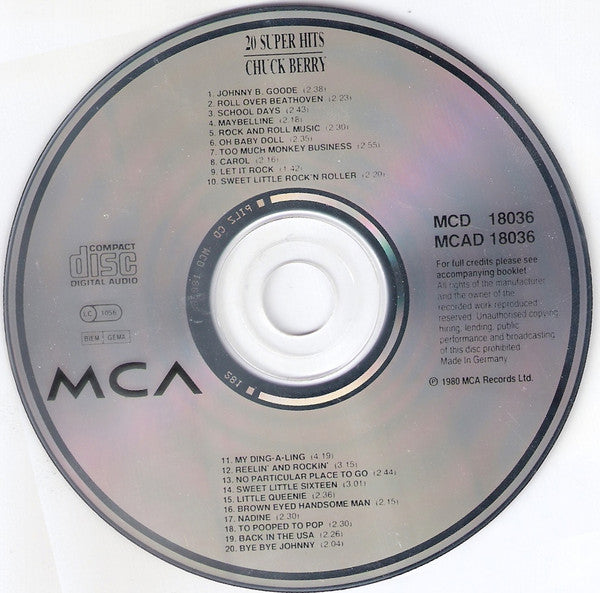 20 SUPER HITS
CHUCK BERRY
1. JOHNNY B. GOODE (2.38)
2. ROLL OVER BEATHOVEN (2.23)
3. SCHOOL DAYS (2.43)
4. MAYBELLINE (2.18)
5. ROCK AND ROLL MUSIC (2.30)
6. OH BABY DOLL (2.35)
7. TOO MUCH MONKEY BUSINESS (2.55)
8. CAROL (2.16)
9. LET IT ROCK (1.42)
10. SWEET LITTLE ROCK'N ROLLER (2.20)
PILZ CD MCD
182
COMPACT
disc
DIGITAL AUDIO
LC 1056
BIEM GEMA
MCA
MCD 18036
MCAD 18036
For full credits please see
accompanying booklet
All rights of the manufacturer
and the owner of the
recorded work reproduced
reserved. Unauthorised copying
hiring, lending, public
performance and broadcasting
of this disc prohibited.
Made in Germany
℗ 1980 MCA Records Ltd.
11. MY DING-A-LING (4.19)
12. REELIN' AND ROCKIN' (3.15)
13. NO PARTICULAR PLACE TO GO (2.44)
14. SWEET LITTLE SIXTEEN (3.01)
15. LITTLE QUEENIE (2.36)
16. BROWN EYED HANDSOME MAN (2.15)
17. NADINE (2.30)
18. TO POOPED TO POP (2.30)
19. BACK IN THE USA (2.26)
20. BYE BYE JOHNNY (2.04)